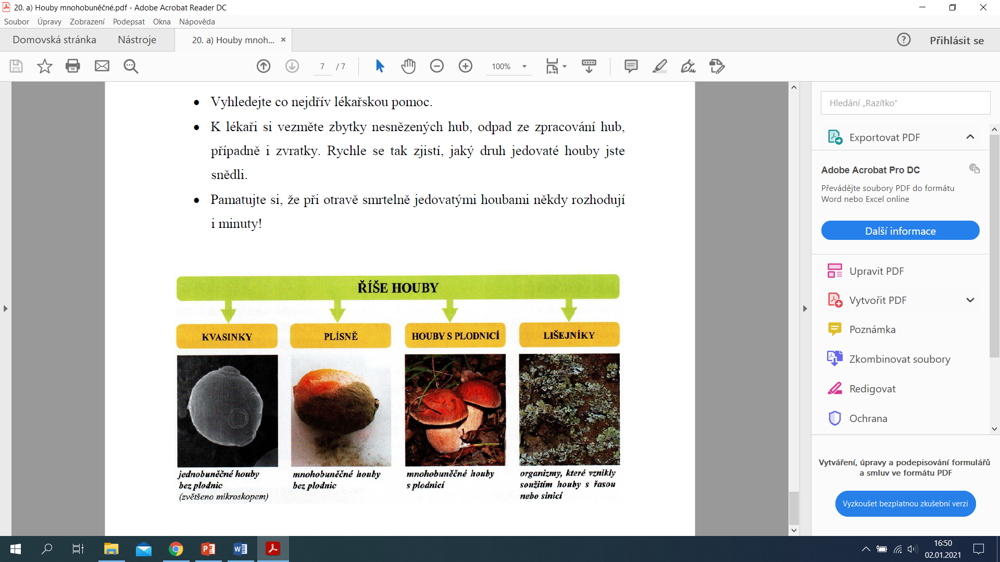 20. a) Houby mnohobuněčné.pdf - Adobe Acrobat Reader DC
Soubor Úpravy Zobrazení Podepsat Okna Nápověda
Domovská stránka Nástroje 20. a) Houby mnoh... × Přihlásit se
7 / 7 100%
Vyhledejte co nejdřív lékařskou pomoc.
K lékaři si vezměte zbytky nesnězených hub, odpad ze zpracování hub,
případně i zvratky. Rychle se tak zjistí, jaký druh jedovaté houby jste
snědli.
Pamatujte si, že při otravě smrtelně jedovatými houbami někdy rozhodují
i minuty!
ŘÍŠE HOUBY
KVASINKY
PLÍSNĚ
HOUBY S PLODNICÍ
LIŠEJNÍKY
jednobuněčné houby
bez plodnic
(zvětšeno mikroskopem)
mnohobuněčné houby
bez plodnic
mnohobuněčné houby
s plodnicí
organizmy, které vznikly
soužitím houby s řasou
nebo sinicí
Hledání „Razítko“
Exportovat PDF
Adobe Acrobat Pro DC
Převádějte soubory PDF do formátu
Word nebo Excel online
Další informace
Upravit PDF
Vytvořit PDF
Poznámka
Zkombinovat soubory
Redigovat
Ochrana
Vytváření, úpravy a podepisování formulářů
a smluv ve formátu PDF
Vyzkoušet bezplatnou zkušební verzi
16:50
02.01.2021